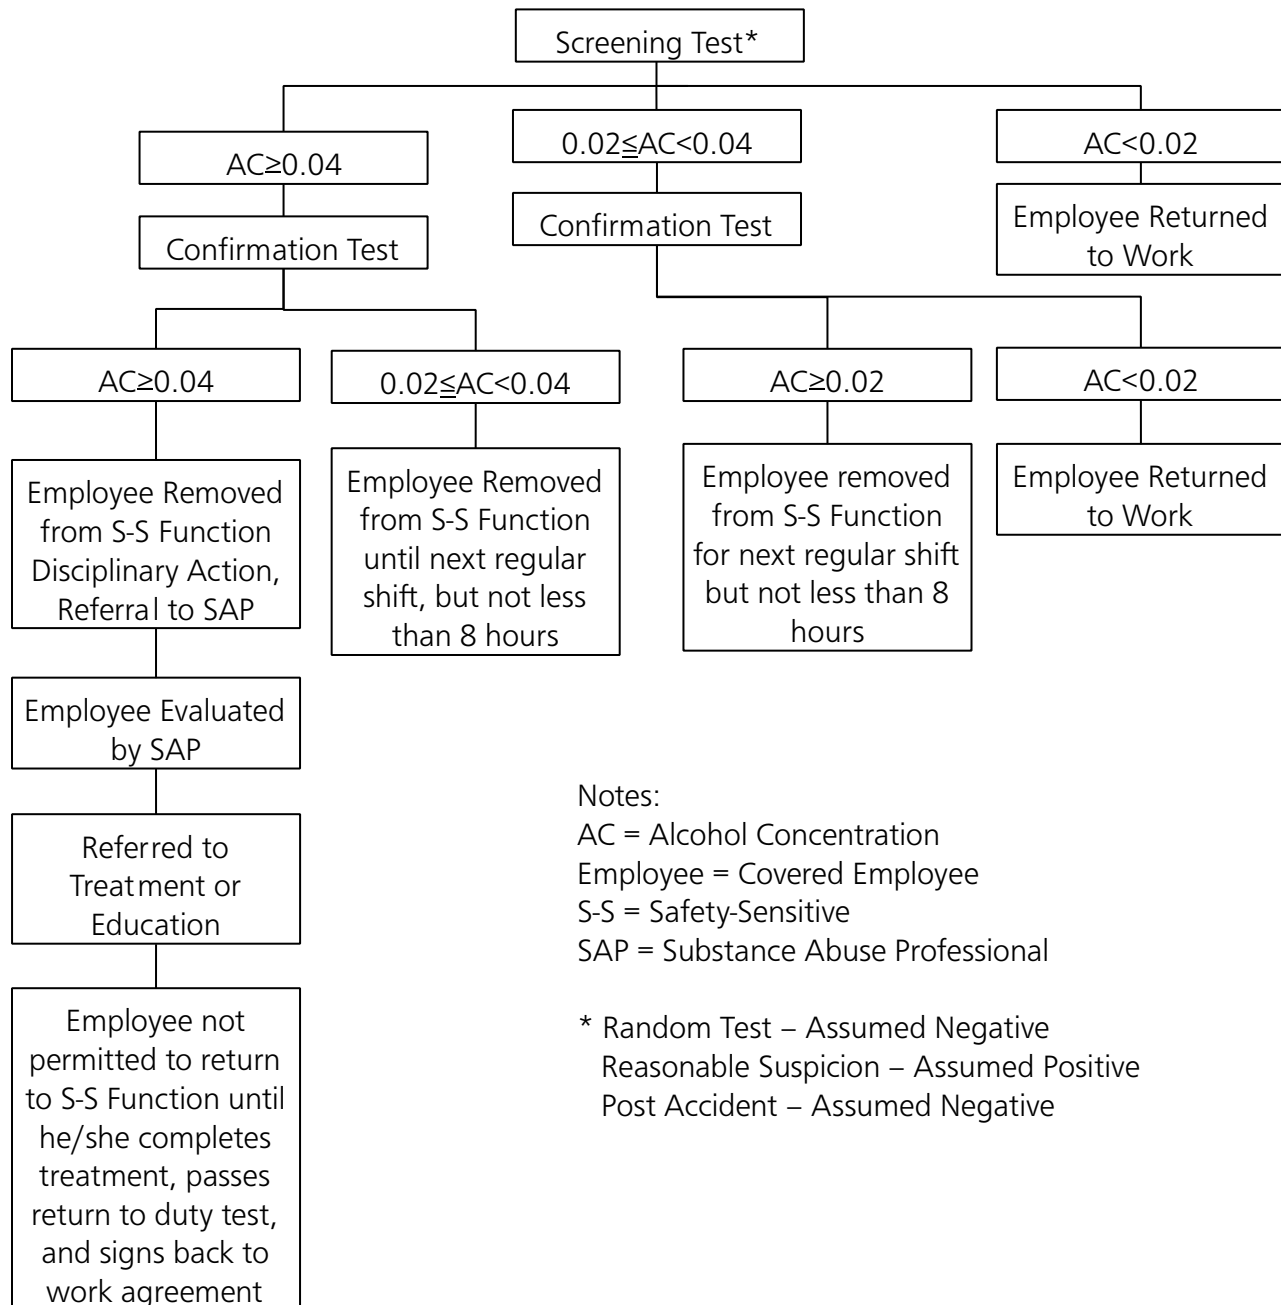 Screening Test*
AC≥0.04
0.02≤AC<0.04
AC<0.02
Confirmation Test
Confirmation Test
Employee Returned
to Work
AC≥0.04
0.02≤AC<0.04
AC≥0.02
AC<0.02
Employee Removed
from S-S Function
Disciplinary Action,
Referral to SAP
Employee Removed
from S-S Function
until next regular
shift, but not less
than 8 hours
Employee removed
from S-S Function
for next regular shift
but not less than 8
hours
Employee Returned
to Work
Employee Evaluated
by SAP
Referred to
Treatment or
Education
Employee not
permitted to return
to S-S Function until
he/she completes
treatment, passes
return to duty test,
and signs back to
work agreement
Notes:
AC = Alcohol Concentration
Employee = Covered Employee
S-S = Safety-Sensitive
SAP = Substance Abuse Professional
* Random Test – Assumed Negative
Reasonable Suspicion – Assumed Positive
Post Accident – Assumed Negative